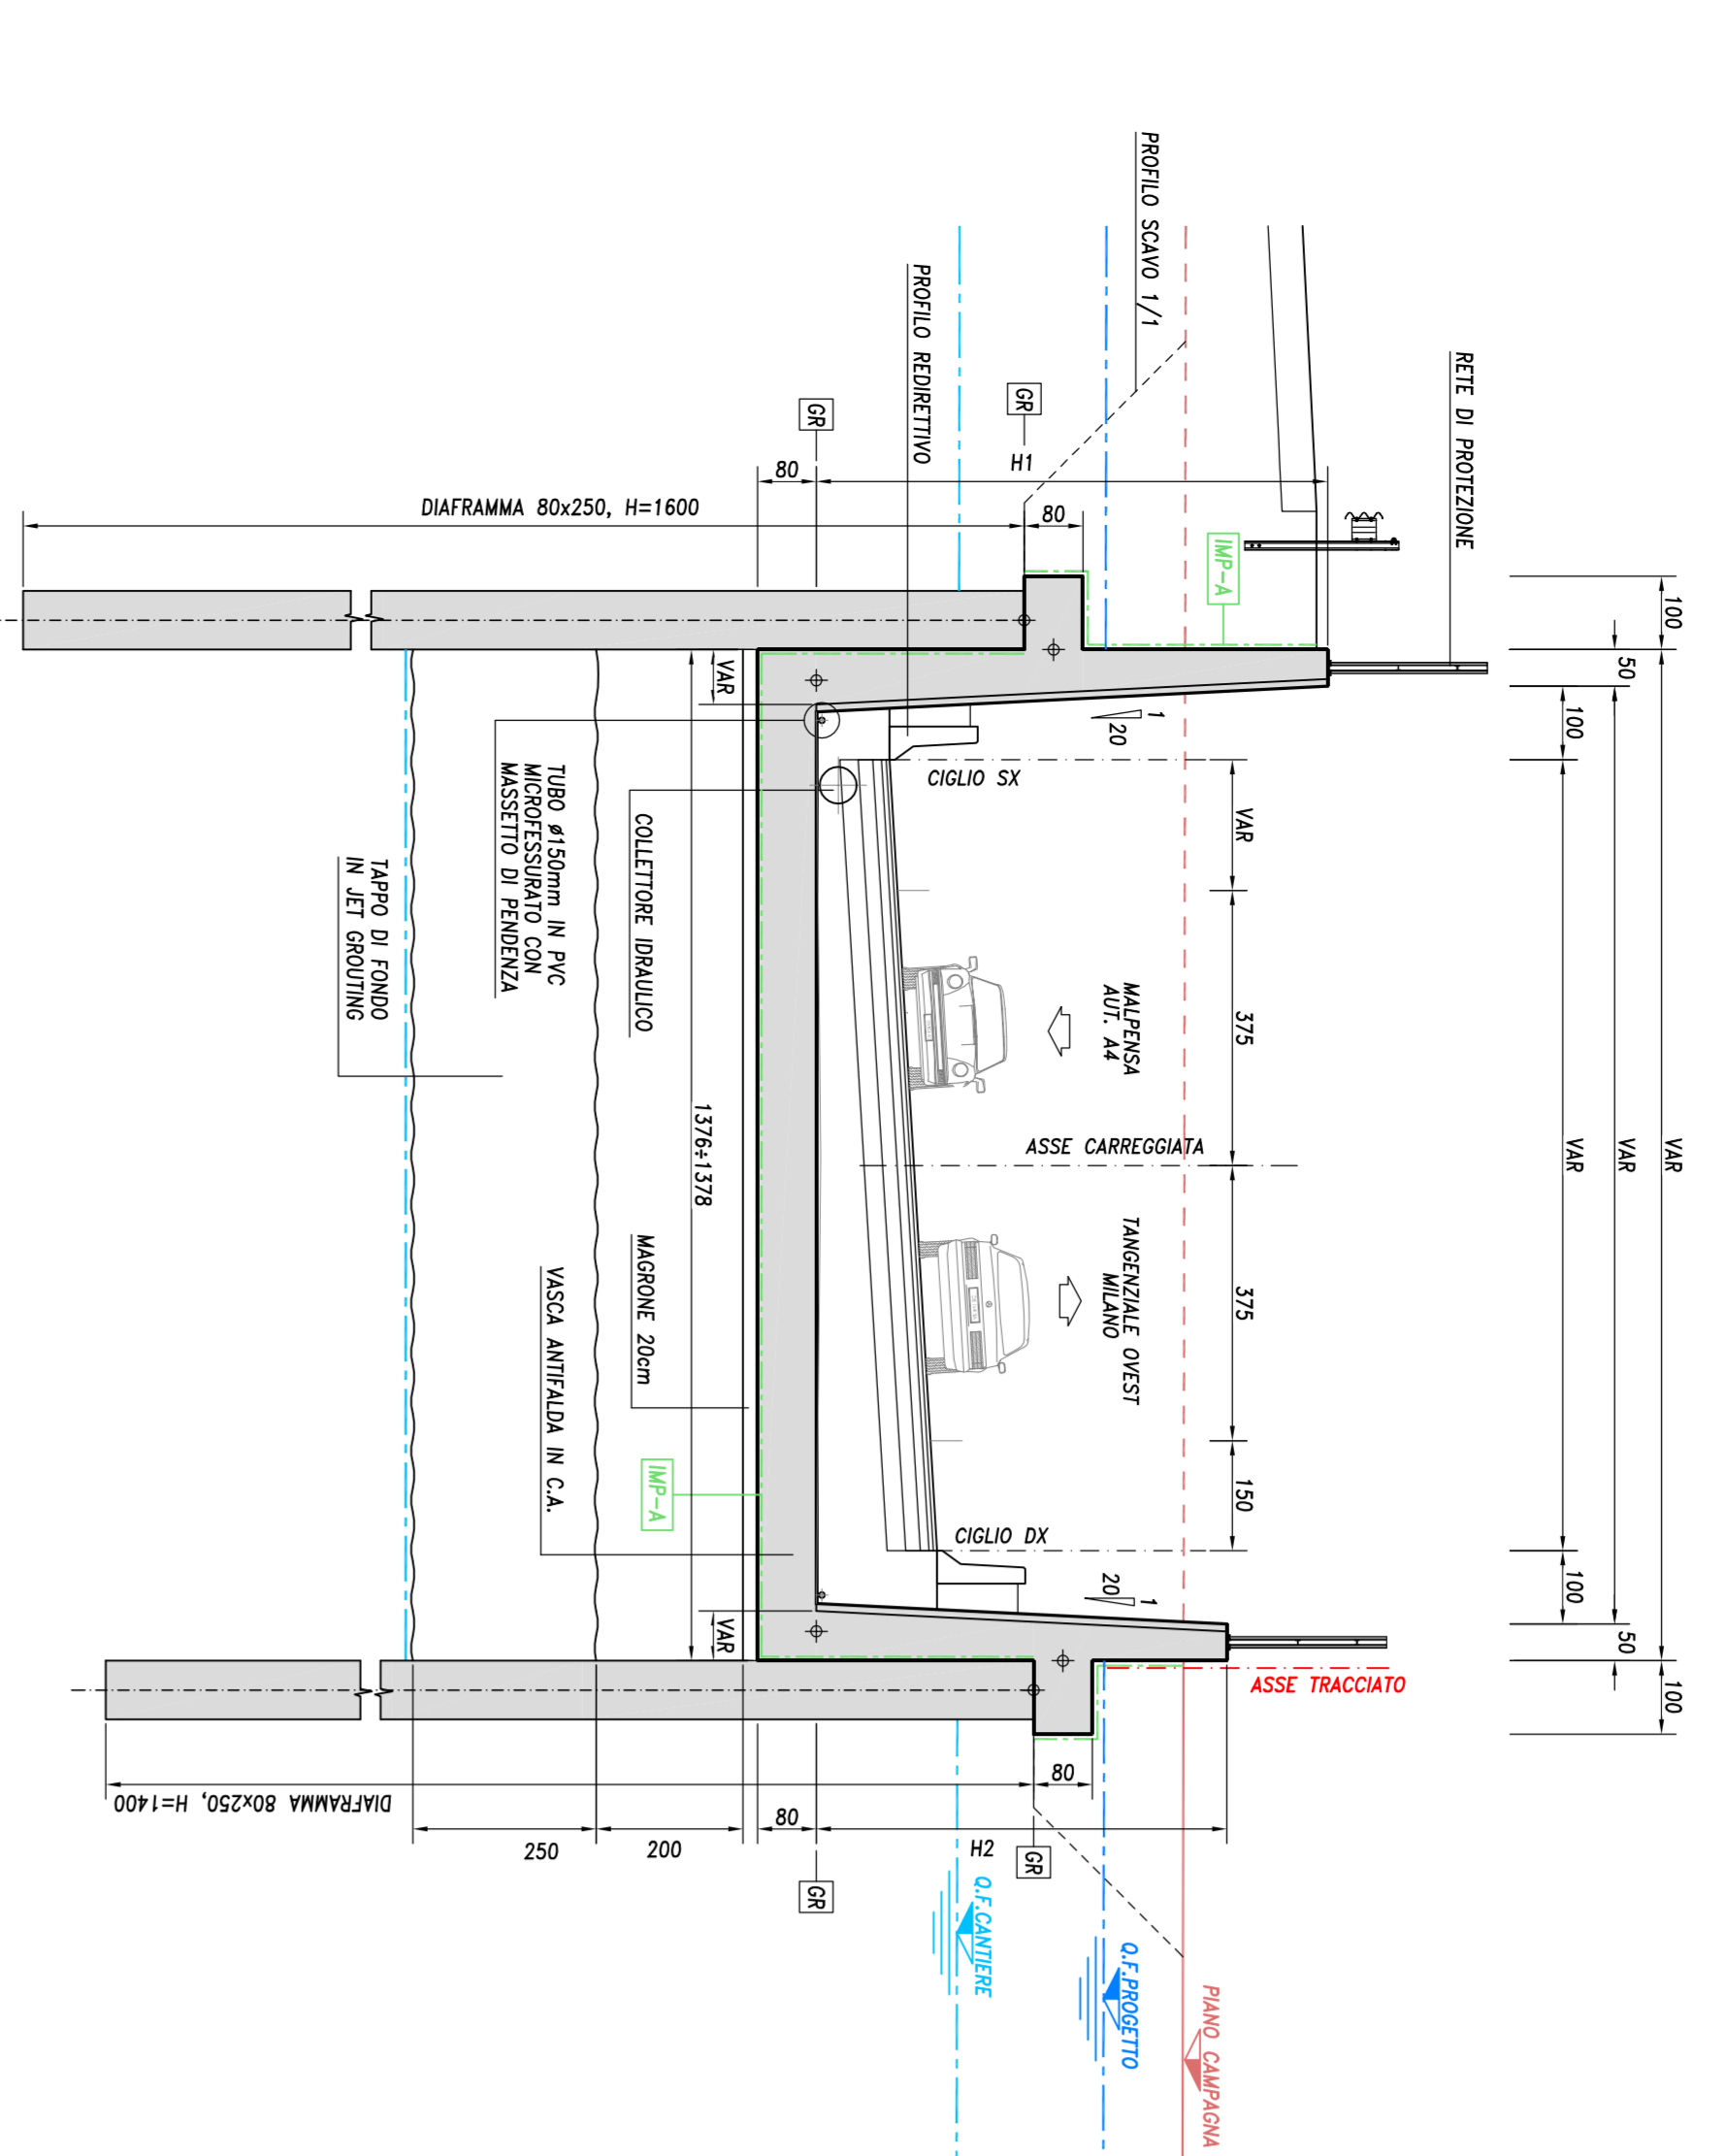 100
VAR
100
50
VAR
50
100
VAR
100
RETE DI PROTEZIONE
VAR
375
375
150
IMP-A
PROFILO SCAVO 1/1
1
20
MALPENSA
AUT. A4
ASSE CARREGGIATA
TANGENZIALE OVEST
MILANO
20
1
ASSE TRACCIATO
PIANO CAMPAGNA
Q.F.PROGETTO
Q.F.CANTIERE
GR
H1
80
PROFILO REDIRETTIVO
CIGLIO SX
CIGLIO DX
80
H2
GR
GR
80
DIAFRAMMA 80x250, H=1600
VAR
1376÷1378
VAR
80
GR
COLLETTORE IDRAULICO
MAGRONE 20cm
IMP-A
200
TUBO ø150mm IN PVC
MICROFESSURATO CON
MASSETTO DI PENDENZA
VASCA ANTIFALDA IN C.A.
250
TAPPO DI FONDO
IN JET GROUTING
DIAFRAMMA 80x250, H=1400